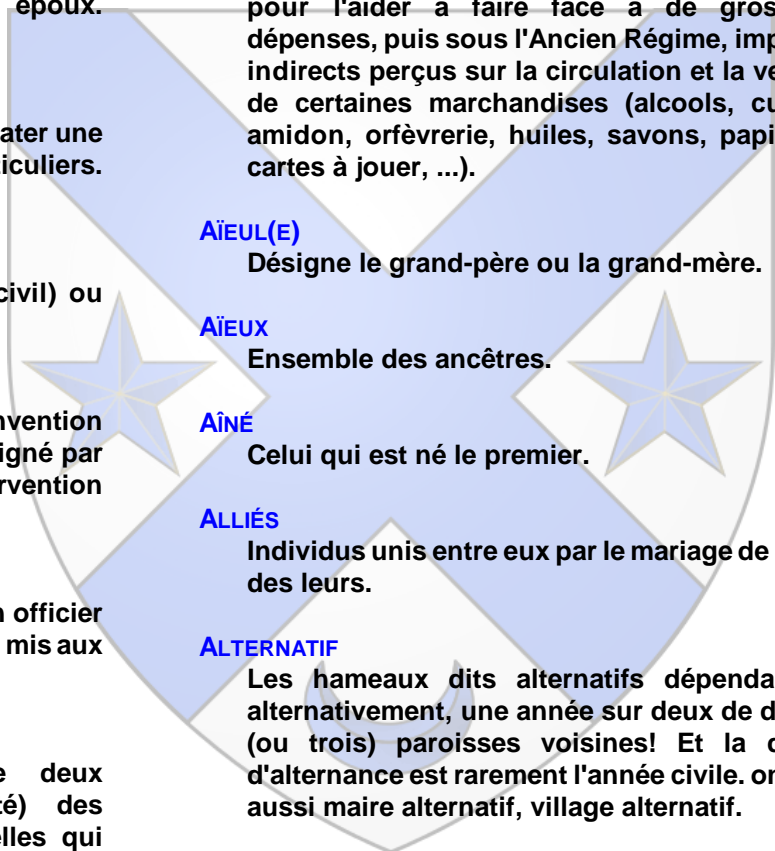 époux.
ater une
iculiers.
civil) ou
nvention
igné par
rvention
officier
mis aux
deux
té) des
elles qui
pour l'aider à faire face à de gros
dépenses, puis sous l'Ancien Régime, imp
indirects perçus sur la circulation et la ve
de certaines marchandises (alcools, cu
amidon, orfèvrerie, huiles, savons, papi
cartes à jouer, ...).
AÏEUL(E)
Désigne le grand-père ou la grand-mère.
AÏEUX
Ensemble des ancêtres.
AÎNÉ
Celui qui est né le premier.
ALLIÉS
Individus unis entre eux par le mariage de
des leurs.
ALTERNATIF
Les hameaux dits alternatifs dépenda
alternativement, une année sur deux de d
(ou trois) paroisses voisines! Et la d
d'alternance est rarement l'année civile. on
aussi maire alternatif, village alternatif.